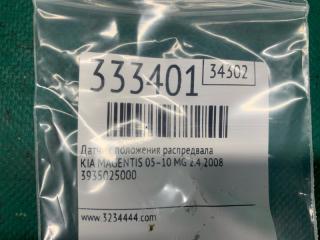 333401
34302
Датчик положения распредвала
KIA MAGENTIS 05-10 MG 2.4 2008
3935025000
www.3234444.com